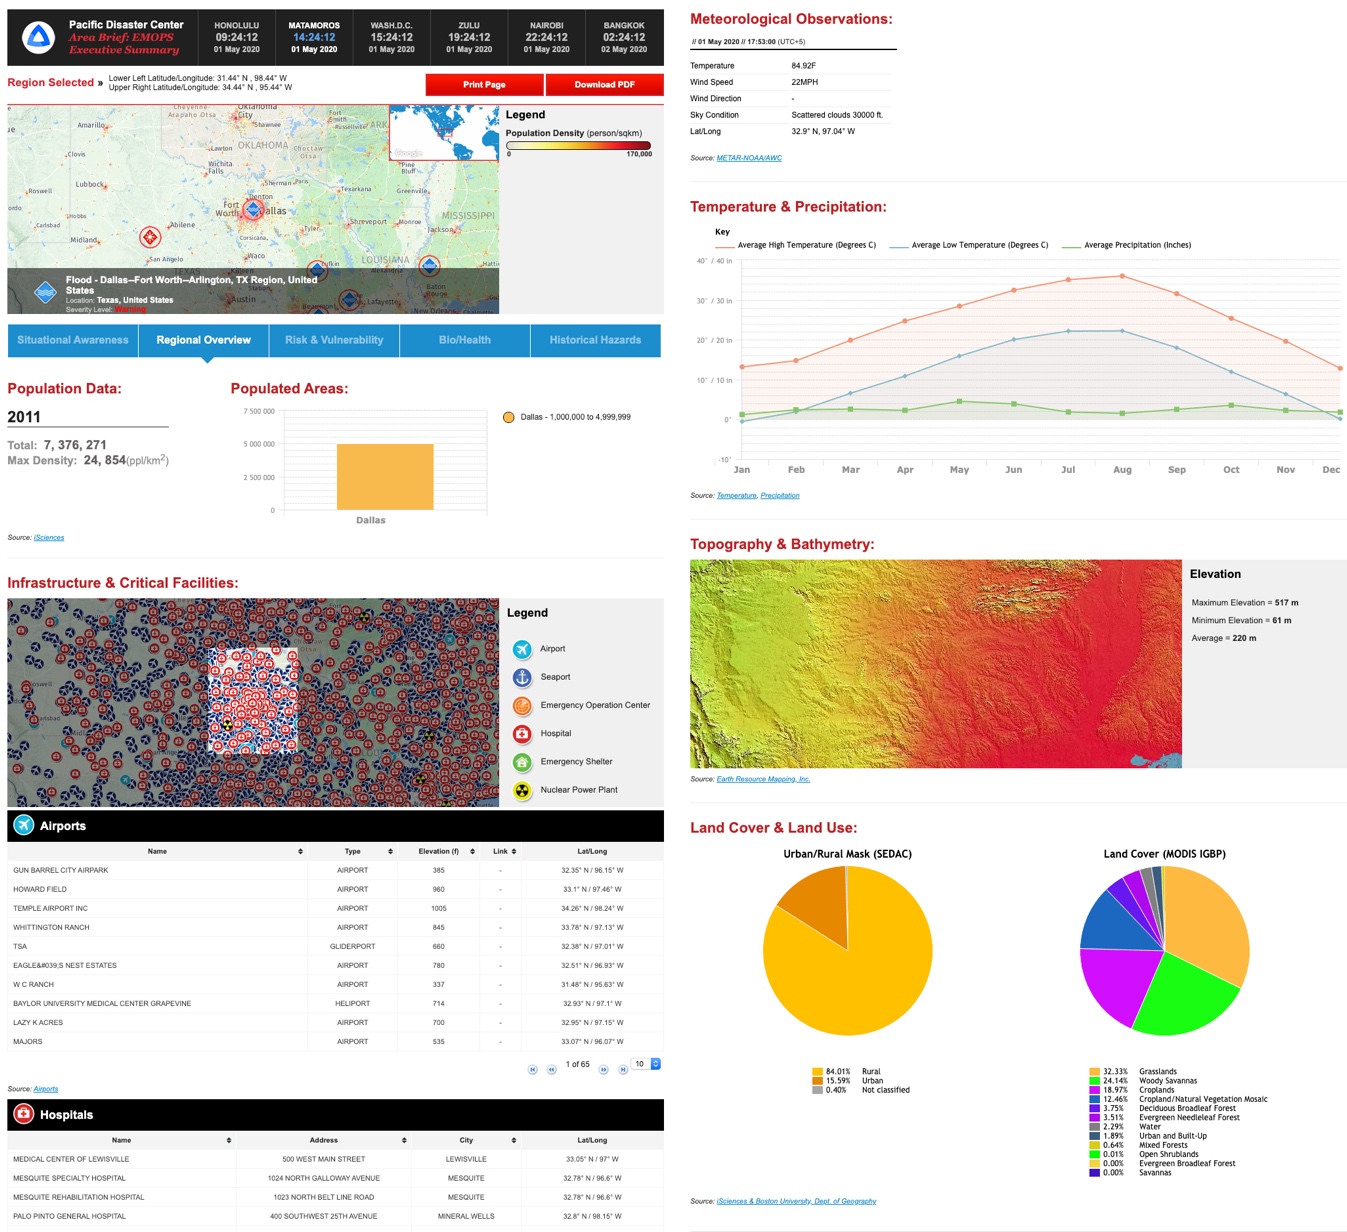 Pacific Disaster Center
Area Brief: EMOPS
Executive Summary
HONOLULU
09:24:12
01 May 2020
MATAMOROS
14:24:12
01 May 2020
WASH.D.C.
15:24:12
01 May 2020
ZULU
19:24:12
01 May 2020
NAIROBI
22:24:12
01 May 2020
BANGKOK
02:24:12
02 May 2020
Region Selected »
Lower Left Latitude/Longitude: 31.44° N , 98.44° W
Upper Right Latitude/Longitude: 34.44° N , 95.44° W
Print Page
Download PDF
Cheyenne-
Arapaho Otsa
Oklahoma
City
Shawnee
Fort
Smith
Russellville
Amarillo
OKLAHOMA
Choctaw
Otsa
ARK
Clovis
Wichita
Falls
Pine
Bluff
Lubbock
Sherman
Paris
Texarkana
Greenville
Roswell
Denton
Fort
Worth
Dallas
MISSISSIPPI
Hobbs
Carlsbad
Abilene
Tyler
Shreveport
Monroe
Jackson
Midland
Corsicana
San Angelo
Waco
LOUISIANA
Hattie
TEXAS
Austin
Beaumont
Lafayette
Baton
Rouge
New Orleans
Google
Flood - Dallas--Fort Worth--Arlington, TX Region, United
States
Location: Texas, United States
Severity Level: Warning
Legend
Population Density (person/sqkm)
0
170,000
Situational Awareness
Regional Overview
Risk & Vulnerability
Bio/Health
Historical Hazards
Population Data:
2011
Total: 7, 376, 271
Max Density: 24, 854(ppl/km2)
Source: iSciences
Populated Areas:
7 500 000
5 000 000
2 500 000
0
Dallas
Dallas - 1,000,000 to 4,999,999
Infrastructure & Critical Facilities:
Legend
Airport
Seaport
Emergency Operation Center
Hospital
Emergency Shelter
Nuclear Power Plant
Airports
Name Type Elevation (f) Link Lat/Long
GUN BARREL CITY AIRPARK AIRPORT 385 - 32.35° N / 96.15° W
HOWARD FIELD AIRPORT 960 - 33.1° N / 97.46° W
TEMPLE AIRPORT INC AIRPORT 1005 - 34.26° N / 98.24° W
WHITTINGTON RANCH AIRPORT 845 - 33.78° N / 97.13° W
TSA GLIDERPORT 660 - 32.38° N / 97.01° W
EAGLE&#039;S NEST ESTATES AIRPORT 780 - 32.51° N / 96.93° W
W C RANCH AIRPORT 337 - 31.48° N / 95.63° W
BAYLOR UNIVERSITY MEDICAL CENTER GRAPEVINE HELIPORT 714 - 32.93° N / 97.1° W
LAZY K ACRES AIRPORT 700 - 32.95° N / 97.15° W
MAJORS AIRPORT 535 - 33.07° N / 96.07° W
1 of 65
10
Source: Airports
Hospitals
Name Address City Lat/Long
MEDICAL CENTER OF LEWISVILLE 500 WEST MAIN STREET LEWISVILLE 33.05° N / 97° W
MESQUITE SPECIALTY HOSPITAL 1024 NORTH GALLOWAY AVENUE MESQUITE 32.78° N / 96.6° W
MESQUITE REHABILITATION HOSPITAL 1023 NORTH BELT LINE ROAD MESQUITE 32.78° N / 96.6° W
PALO PINTO GENERAL HOSPITAL 400 SOUTHWEST 25TH AVENUE MINERAL WELLS 32.8° N / 98.15° W
Meteorological Observations:
// 01 May 2020 // 17:53:00 (UTC+5)
Temperature 84.92F
Wind Speed 22MPH
Wind Direction -
Sky Condition Scattered clouds 30000 ft.
Lat/Long 32.9° N, 97.04° W
Source: METAR-NOAA/AWC
Temperature & Precipitation:
Key
Average High Temperature (Degrees C)
Average Low Temperature (Degrees C)
Average Precipitation (Inches)
40° / 40 in
30° / 30 in
20° / 20 in
10° / 10 in
0°
-10°
Jan Feb Mar Apr May Jun Jul Aug Sep Oct Nov Dec
Source: Temperature, Precipitation
Topography & Bathymetry:
Elevation
Maximum Elevation = 517 m
Minimum Elevation = 61 m
Average = 220 m
Source: Earth Resource Mapping, Inc.
Land Cover & Land Use:
Urban/Rural Mask (SEDAC)
84.01% Rural
15.59% Urban
0.40% Not classified
Land Cover (MODIS IGBP)
32.33% Grasslands
24.14% Woody Savannas
18.97% Croplands
12.46% Cropland/Natural Vegetation Mosaic
3.75% Deciduous Broadleaf Forest
3.51% Evergreen Needleleaf Forest
2.29% Water
1.89% Urban and Built-Up
0.64% Mixed Forests
0.01% Open Shrublands
0.00% Evergreen Broadleaf Forest
0.00% Savannas
Source: iSciences & Boston University, Dept. of Geography